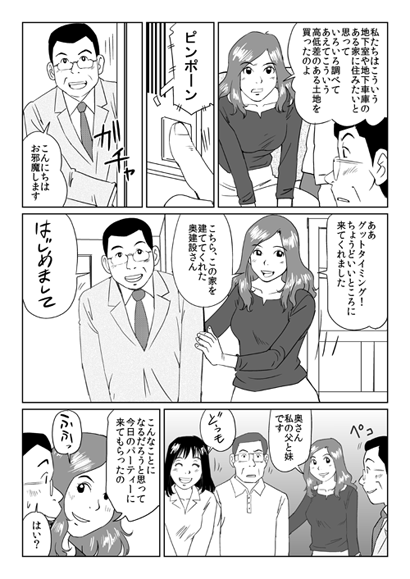 私たちはこういう
地下室や地下車庫の
ある家に住みたいと
思って
いろいろ調べて
あえてこういう
高低差のある土地を
買ったのよ
ピンポーン
ガチャ
こんにちは
お邪魔します
ああ
グットタイミング!
ちょうどいいところに
来てくれました
こちら、この家を
建ててくれた
奥建設さん
はじめまして
ペコ
奥さん
私の父と妹
です
どうも
こんなことに
なるだろうと思って
今日のパーティーに
来てもらったの
ふふっ
はい?